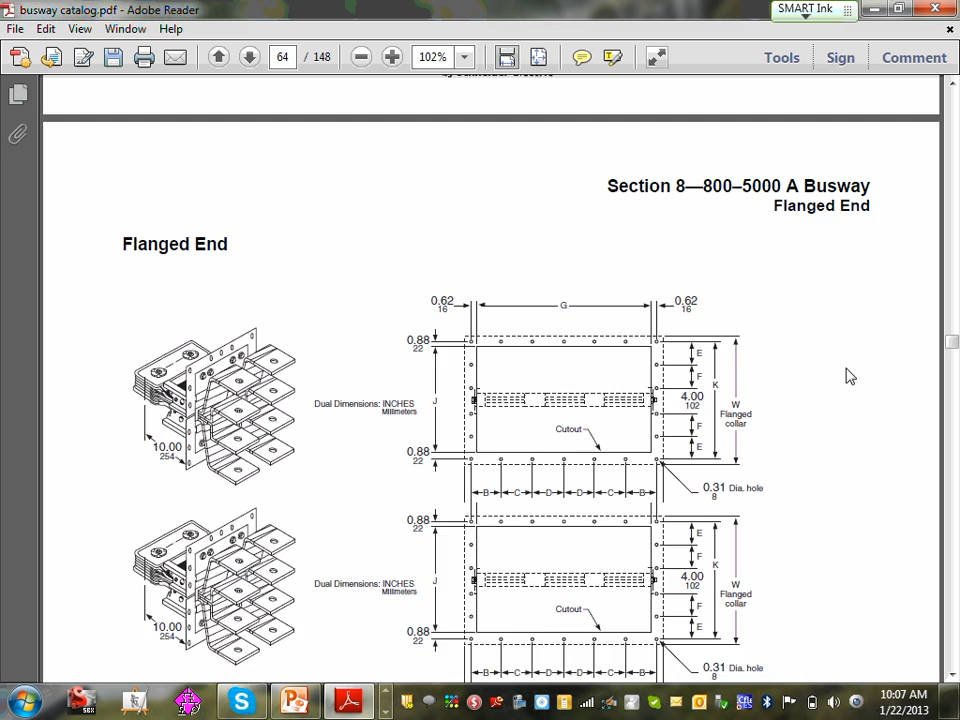 busway catalog.pdf - Adobe Reader
SMART Ink
File Edit View Window Help
64 / 148
102%
Tools Sign Comment
Section 8—800–5000 A Busway
Flanged End
Flanged End
0.62
16
G
0.62
16
0.88
22
E
F
K
J
4.00
102
W
Flanged
collar
Dual Dimensions: INCHES
Millimeters
Cutout
F
E
10.00
254
0.88
22
B C D D C B
0.31 Dia. hole
8
0.88
22
E
F
K
J
4.00
102
W
Flanged
collar
Dual Dimensions: INCHES
Millimeters
Cutout
F
E
10.00
254
0.88
22
B C D D C B
0.31 Dia. hole
8
10:07 AM
1/22/2013